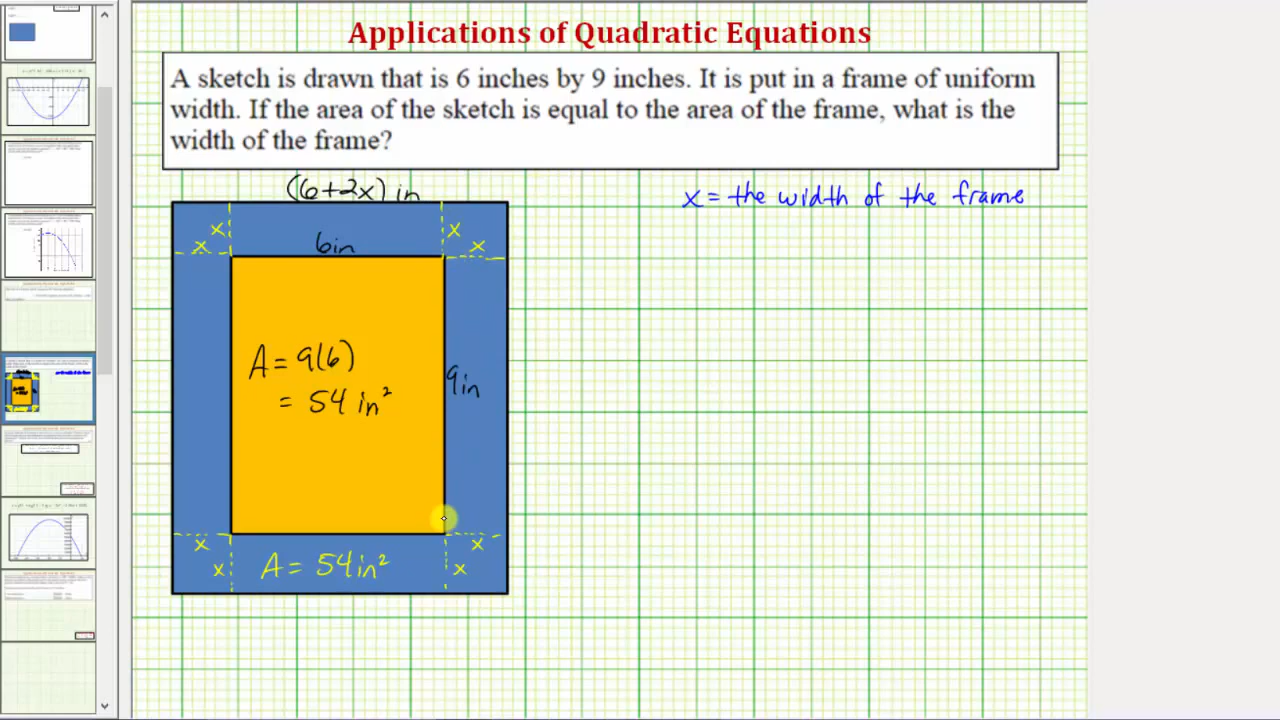 Applications of Quadratic Equations
A sketch is drawn that is 6 inches by 9 inches. It is put in a frame of uniform
width. If the area of the sketch is equal to the area of the frame, what is the
width of the frame?
(6+2x) in
x = the width of the frame
x x
x 6in x
A = 9(6)
= 54 in²
9in
x x
x A = 54in² x